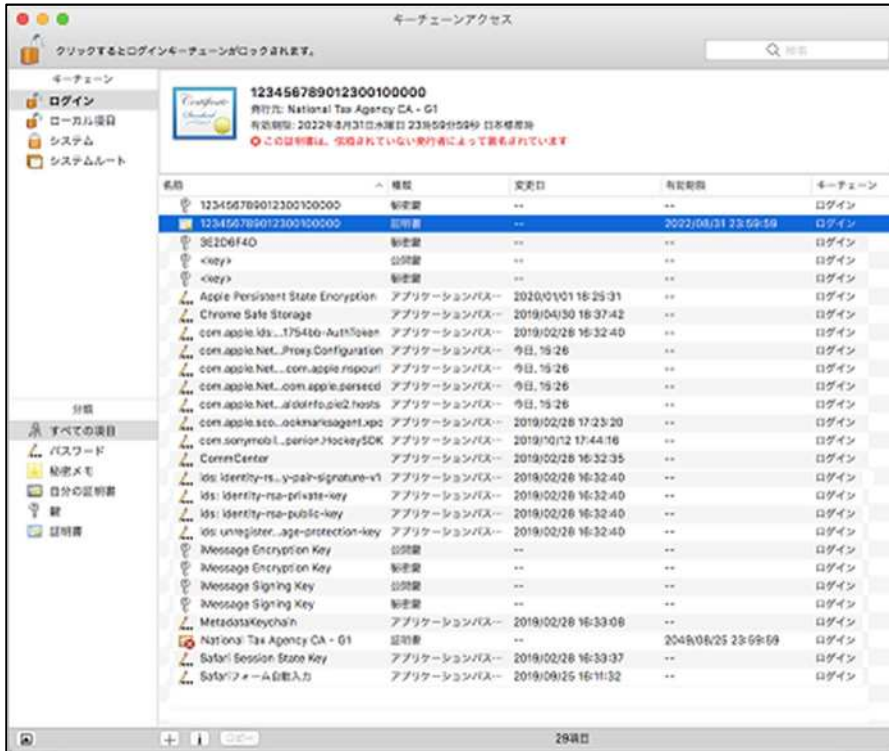 キーチェーンアクセス
クリックするとログインキーチェーンがロックされます。
検索
キーチェーン
ログイン
ローカル項目
システム
システムルート
Certificate
Standard
123456789012300100000
発行元: National Tax Agency CA - G1
有効期限: 2022年8月31日水曜日 23時59分59秒 日本標準時
この証明書は、信頼されていない発行者によって署名されています
名前 種類 変更日 有効期限 キーチェーン
123456789012300100000 秘密鍵 -- -- ログイン
123456789012300100000 証明書 -- 2022/08/31 23:59:59 ログイン
3E2D6F4D 秘密鍵 -- -- ログイン
<key> 公開鍵 -- -- ログイン
<key> 秘密鍵 -- -- ログイン
Apple Persistent State Encryption アプリケーションパス… 2020/01/01 16:25:31 -- ログイン
Chrome Safe Storage アプリケーションパス… 2019/04/30 18:37:42 -- ログイン
com.apple.ids:...1754bb-AuthToken アプリケーションパス… 2019/02/28 16:32:40 -- ログイン
com.apple.Net...Proxy.Configuration アプリケーションパス… 今日, 15:26 -- ログイン
com.apple.Net....com.apple.nspourl アプリケーションパス… 今日, 15:26 -- ログイン
com.apple.Net...com.apple.parsecd アプリケーションパス… 今日, 15:26 -- ログイン
com.apple.Net...aldoInfo.pie2.hosts アプリケーションパス… 今日, 15:26 -- ログイン
com.apple.sco...ookmarksagent.xpc アプリケーションパス… 2019/02/28 17:23:20 -- ログイン
com.sonymobil...panion.HockeySDK アプリケーションパス… 2019/10/12 17:44:16 -- ログイン
CommCenter アプリケーションパス… 2019/02/28 16:32:35 -- ログイン
ids: identity-rs...y-pair-signature-v1 アプリケーションパス… 2019/02/28 16:32:40 -- ログイン
ids: identity-rsa-private-key アプリケーションパス… 2019/02/28 16:32:40 -- ログイン
ids: identity-rsa-public-key アプリケーションパス… 2019/02/28 16:32:40 -- ログイン
ids: unregister...age-protection-key アプリケーションパス… 2019/02/28 16:32:40 -- ログイン
iMessage Encryption Key 公開鍵 -- -- ログイン
iMessage Encryption Key 秘密鍵 -- -- ログイン
iMessage Signing Key 公開鍵 -- -- ログイン
iMessage Signing Key 秘密鍵 -- -- ログイン
MetadataKeychain アプリケーションパス… 2019/02/28 16:33:08 -- ログイン
National Tax Agency CA - G1 証明書 -- 2049/08/25 23:59:59 ログイン
Safari Session State Key アプリケーションパス… 2019/02/28 16:33:37 -- ログイン
Safariフォーム自動入力 アプリケーションパス… 2019/09/25 16:11:32 -- ログイン
分類
すべての項目
パスワード
秘密メモ
自分の証明書
鍵
証明書
コピー
29項目